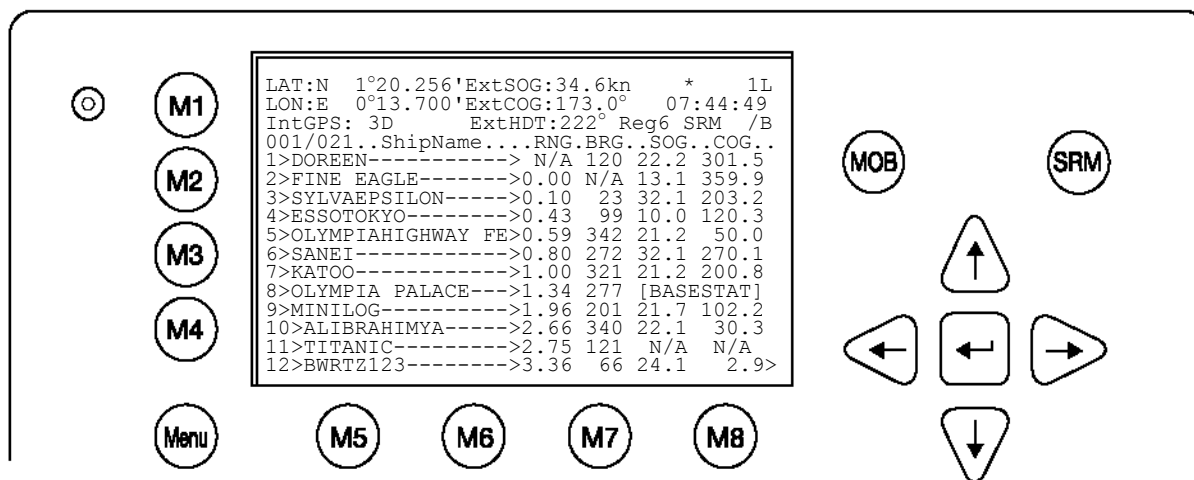 LAT:N  1°20.256'ExtSOG:34.6kn    *    1L
LON:E  0°13.700'ExtCOG:173.0°   07:44:49
IntGPS: 3D     ExtHDT:222° Reg6 SRM  /B
001/021..ShipName....RNG.BRG..SOG..COG..
1>DOREEN-----------> N/A 120 22.2 301.5
2>FINE EAGLE------->0.00 N/A 13.1 359.9
3>SYLVAEPSILON----->0.10  23 32.1 203.2
4>ESSOTOKYO-------->0.43  99 10.0 120.3
5>OLYMPIAHIGHWAY FE>0.59 342 21.2  50.0
6>SANEI------------>0.80 272 32.1 270.1
7>KATOO------------>1.00 321 21.2 200.8
8>OLYMPIA PALACE--->1.34 277 [BASESTAT]
9>MINILOG---------->1.96 201 21.7 102.2
10>ALIBRAHIMYA----->2.66 340 22.1  30.3
11>TITANIC--------->2.75 121  N/A  N/A
12>BWRTZ123-------->3.36  66 24.1   2.9>
M1
M2
M3
M4
Menu
M5
M6
M7
M8
MOB
SRM